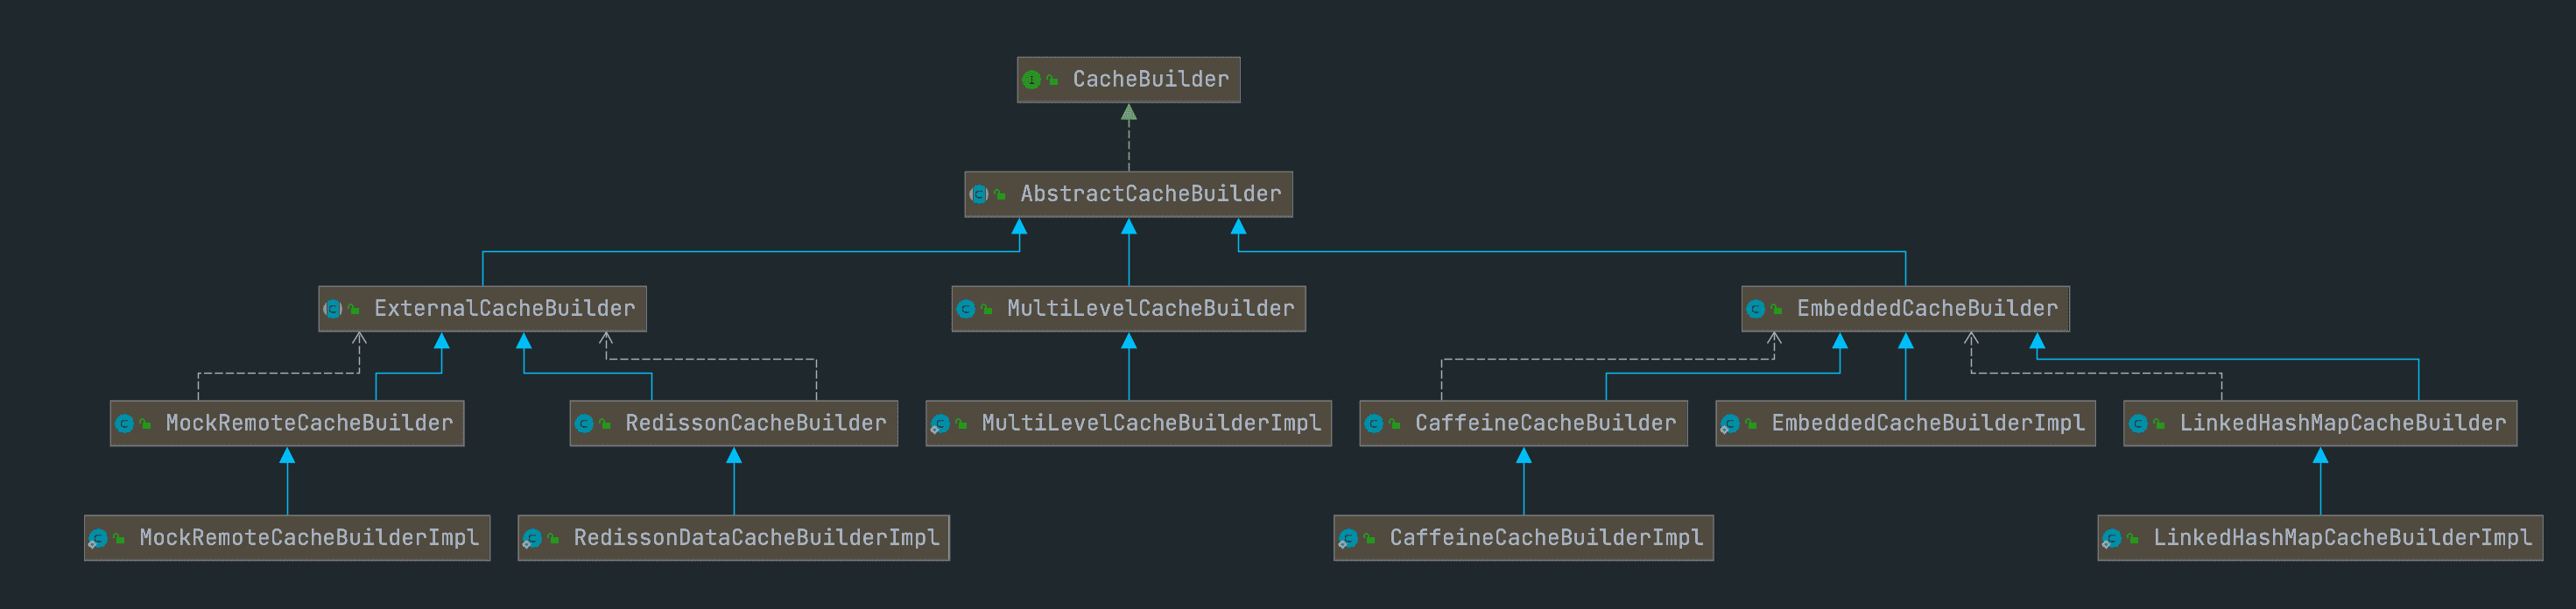 CacheBuilder
AbstractCacheBuilder
ExternalCacheBuilder
MultiLevelCacheBuilder
EmbeddedCacheBuilder
MockRemoteCacheBuilder
RedissonCacheBuilder
MultiLevelCacheBuilderImpl
CaffeineCacheBuilder
EmbeddedCacheBuilderImpl
LinkedHashMapCacheBuilder
MockRemoteCacheBuilderImpl
RedissonDataCacheBuilderImpl
CaffeineCacheBuilderImpl
LinkedHashMapCacheBuilderImpl